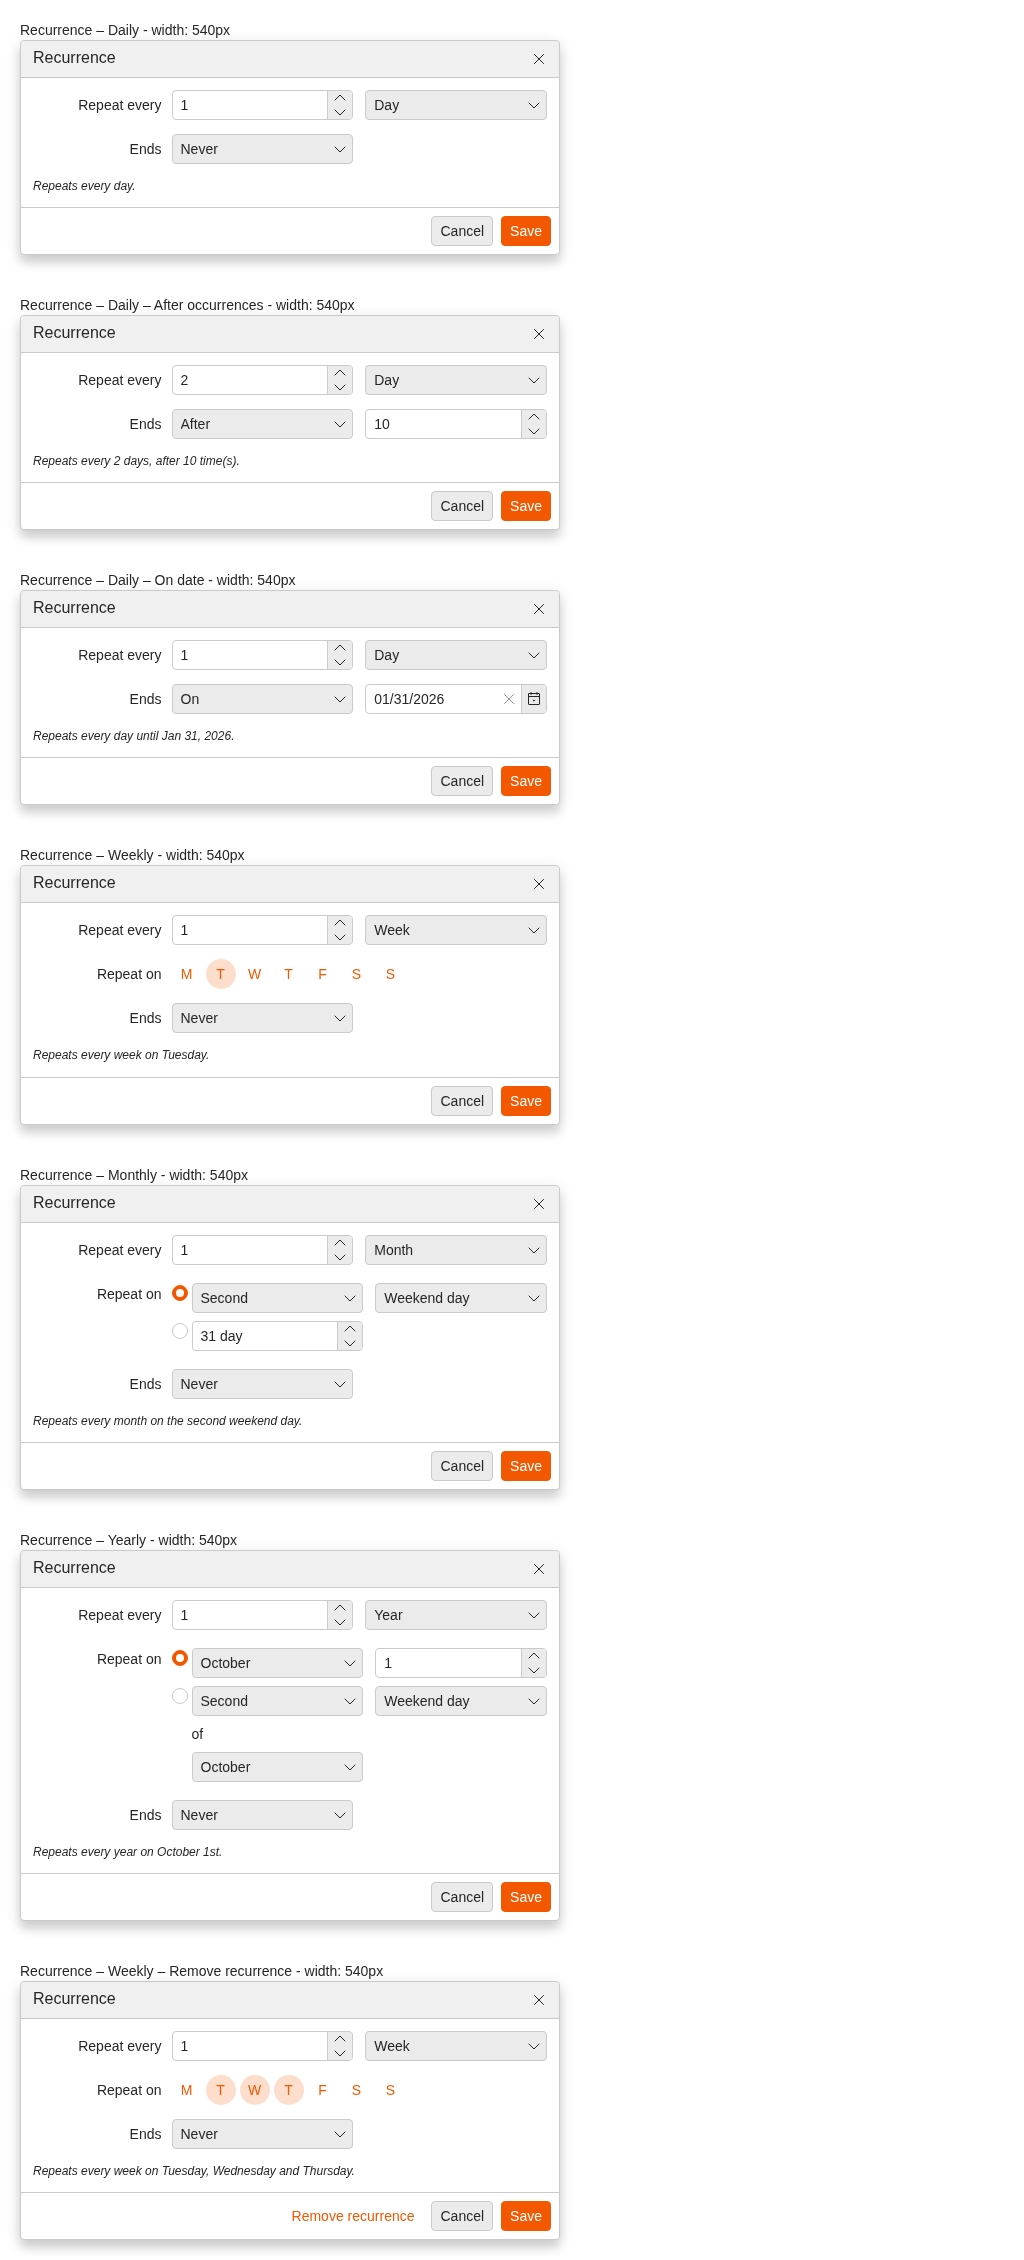 Recurrence – Daily - width: 540px
Recurrence
Repeat every 1 Day
Ends Never
Repeats every day.
Cancel Save
Recurrence – Daily – After occurrences - width: 540px
Recurrence
Repeat every 2 Day
Ends After 10
Repeats every 2 days, after 10 time(s).
Cancel Save
Recurrence – Daily – On date - width: 540px
Recurrence
Repeat every 1 Day
Ends On 01/31/2026
Repeats every day until Jan 31, 2026.
Cancel Save
Recurrence – Weekly - width: 540px
Recurrence
Repeat every 1 Week
Repeat on M T W T F S S
Ends Never
Repeats every week on Tuesday.
Cancel Save
Recurrence – Monthly - width: 540px
Recurrence
Repeat every 1 Month
Repeat on Second Weekend day
31 day
Ends Never
Repeats every month on the second weekend day.
Cancel Save
Recurrence – Yearly - width: 540px
Recurrence
Repeat every 1 Year
Repeat on October 1
Second Weekend day
of
October
Ends Never
Repeats every year on October 1st.
Cancel Save
Recurrence – Weekly – Remove recurrence - width: 540px
Recurrence
Repeat every 1 Week
Repeat on M T W T F S S
Ends Never
Repeats every week on Tuesday, Wednesday and Thursday.
Remove recurrence Cancel Save